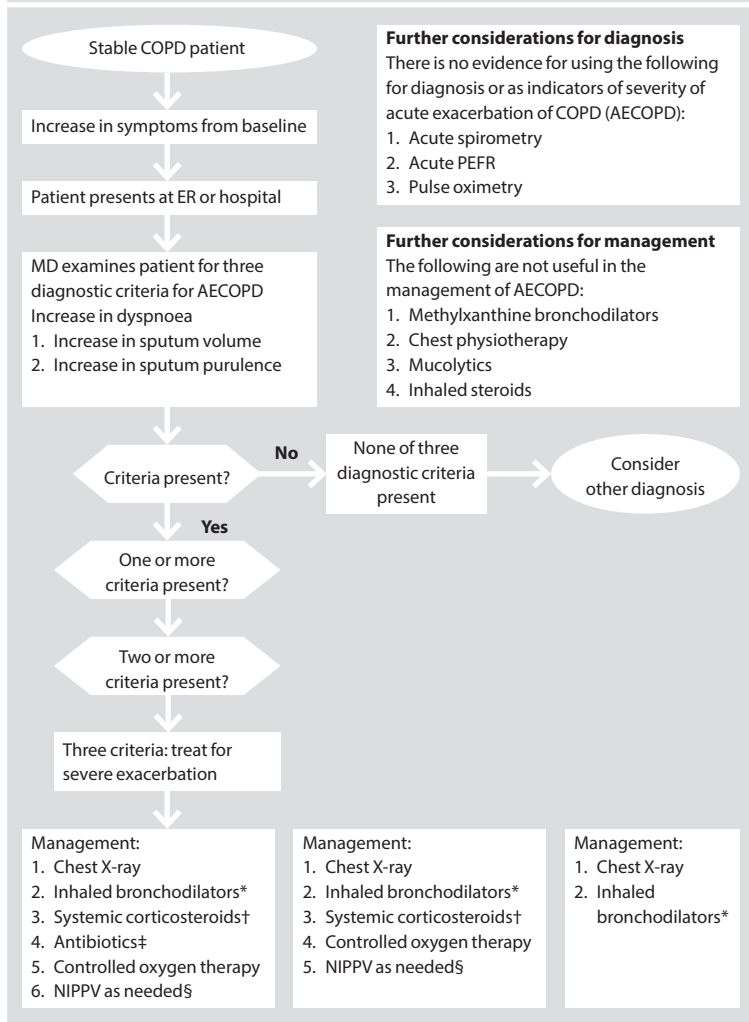 Stable COPD patient
Increase in symptoms from baseline
Patient presents at ER or hospital
MD examines patient for three
diagnostic criteria for AECOPD
Increase in dyspnoea
1. Increase in sputum volume
2. Increase in sputum purulence
Further considerations for diagnosis
There is no evidence for using the following
for diagnosis or as indicators of severity of
acute exacerbation of COPD (AECOPD):
1. Acute spirometry
2. Acute PEFR
3. Pulse oximetry
Further considerations for management
The following are not useful in the
management of AECOPD:
1. Methylxanthine bronchodilators
2. Chest physiotherapy
3. Mucolytics
4. Inhaled steroids
Criteria present?
No
None of three
diagnostic criteria
present
Consider
other diagnosis
Yes
One or more
criteria present?
Two or more
criteria present?
Three criteria: treat for
severe exacerbation
Management:
1. Chest X-ray
2. Inhaled bronchodilators*
3. Systemic corticosteroids†
4. Antibiotics‡
5. Controlled oxygen therapy
6. NIPPV as needed§
Management:
1. Chest X-ray
2. Inhaled bronchodilators*
3. Systemic corticosteroids†
4. Controlled oxygen therapy
5. NIPPV as needed§
Management:
1. Chest X-ray
2. Inhaled
bronchodilators*